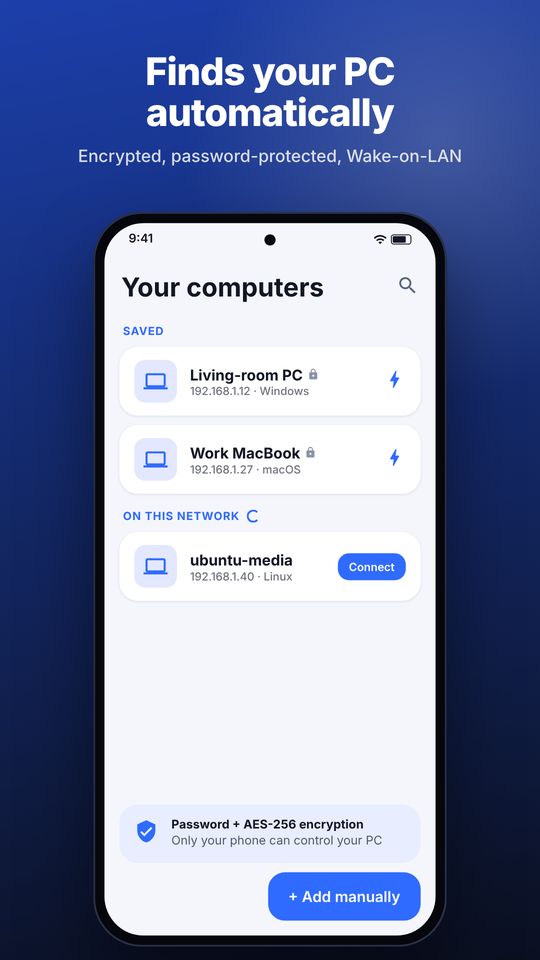 Finds your PC
automatically
Encrypted, password-protected, Wake-on-LAN
9:41
Your computers
SAVED
Living-room PC
192.168.1.12 · Windows
Work MacBook
192.168.1.27 · macOS
ON THIS NETWORK
ubuntu-media
192.168.1.40 · Linux
Connect
Password + AES-256 encryption
Only your phone can control your PC
+ Add manually